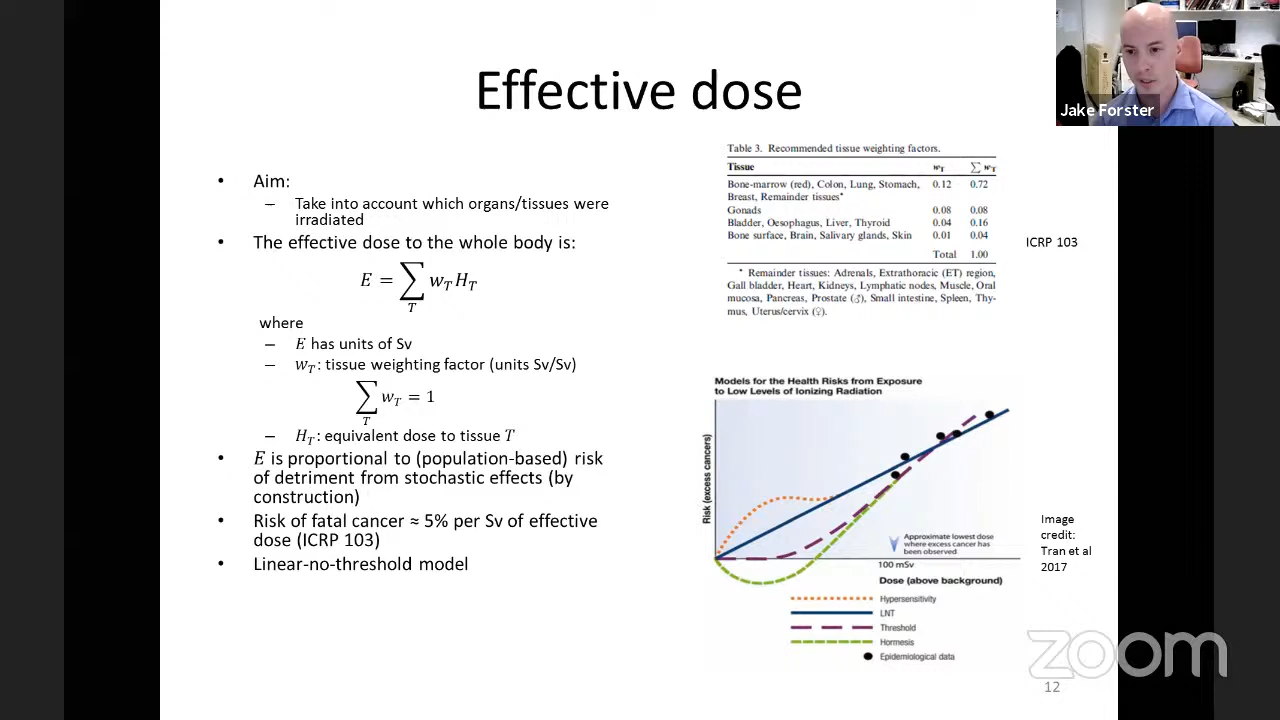 Effective dose
Jake Forster
• Aim:
– Take into account which organs/tissues were
irradiated
• The effective dose to the whole body is:
E = ∑_T w_T H_T
where
– E has units of Sv
– w_T: tissue weighting factor (units Sv/Sv)
∑_T w_T = 1
– H_T: equivalent dose to tissue T
• E is proportional to (population-based) risk
of detriment from stochastic effects (by
construction)
• Risk of fatal cancer ≈ 5% per Sv of effective
dose (ICRP 103)
• Linear-no-threshold model
Table 3. Recommended tissue weighting factors.
Tissue w_T ∑ w_T
Bone-marrow (red), Colon, Lung, Stomach, 0.12 0.72
Breast, Remainder tissues*
Gonads 0.08 0.08
Bladder, Oesophagus, Liver, Thyroid 0.04 0.16
Bone surface, Brain, Salivary glands, Skin 0.01 0.04
Total 1.00
* Remainder tissues: Adrenals, Extrathoracic (ET) region,
Gall bladder, Heart, Kidneys, Lymphatic nodes, Muscle, Oral
mucosa, Pancreas, Prostate (♂), Small intestine, Spleen, Thy-
mus, Uterus/cervix (♀).
ICRP 103
Models for the Health Risks from Exposure
to Low Levels of Ionizing Radiation
Risk (excess cancers)
Approximate lowest dose
where excess cancer has
been observed
100 mSv
Dose (above background)
Hypersensitivity
LNT
Threshold
Hormesis
Epidemiological data
Image
credit:
Tran et al
2017
zoom
12